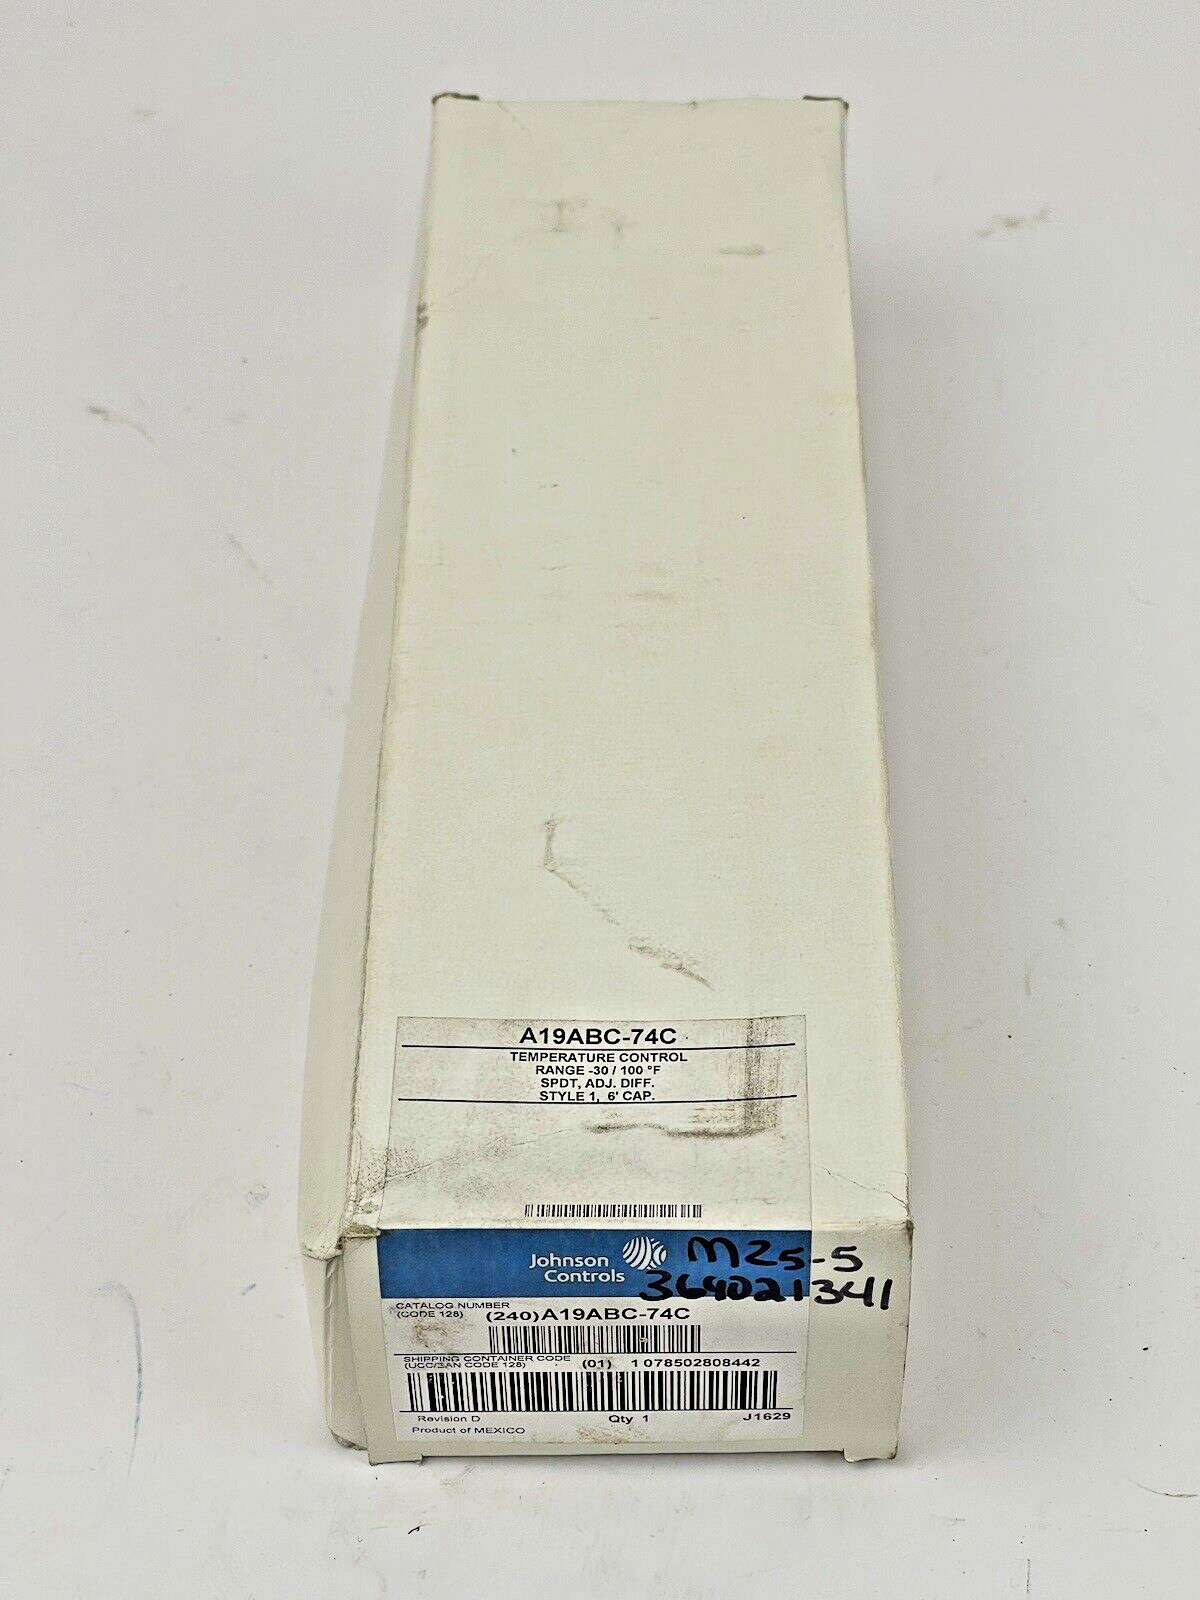 A19ABC-74C
TEMPERATURE CONTROL
RANGE -30 / 100 °F
SPDT, ADJ. DIFF.
STYLE 1, 6' CAP.
Johnson
Controls
M25-5
364021341
CATALOG NUMBER
(CODE 128)
(240)A19ABC-74C
SHIPPING CONTAINER CODE
(UCC/EAN CODE 128)
(01) 1 078502808442
Revision D
Qty 1
J1629
Product of MEXICO